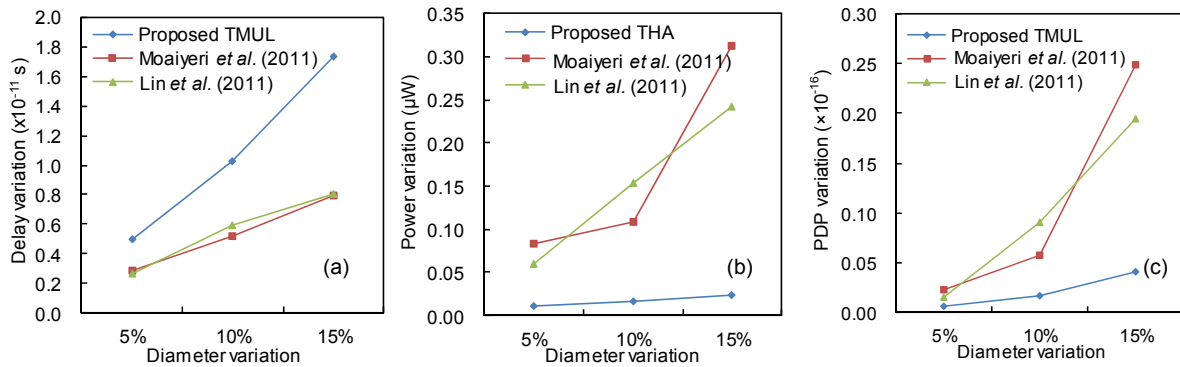 Delay variation (x10⁻¹¹ s)
2.0
1.8
1.6
1.4
1.2
1.0
0.8
0.6
0.4
0.2
0.0
Proposed TMUL
Moaiyeri et al. (2011)
Lin et al. (2011)
(a)
5% 10% 15%
Diameter variation
Power variation (µW)
0.40
0.35
0.30
0.25
0.20
0.15
0.10
0.05
0.00
Proposed THA
Moaiyeri et al. (2011)
Lin et al. (2011)
(b)
5% 10% 15%
Diameter variation
PDP variation (×10⁻¹⁶)
0.30
0.25
0.20
0.15
0.10
0.05
0.00
Proposed TMUL
Moaiyeri et al. (2011)
Lin et al. (2011)
(c)
5% 10% 15%
Diameter variation